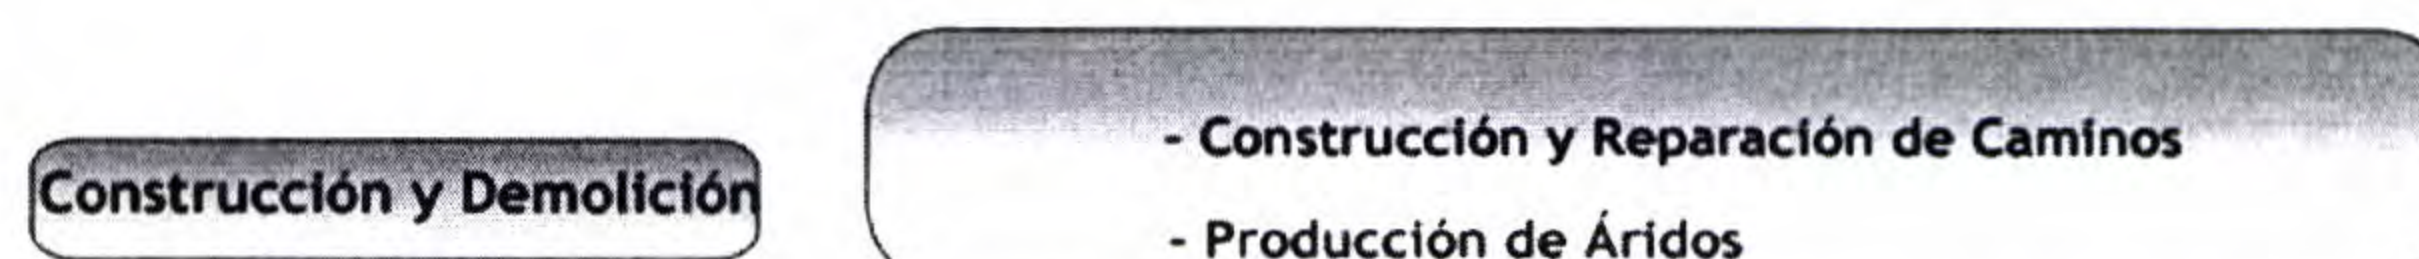 Construcción y Demolición
- Construcción y Reparación de Caminos
- Producción de Áridos